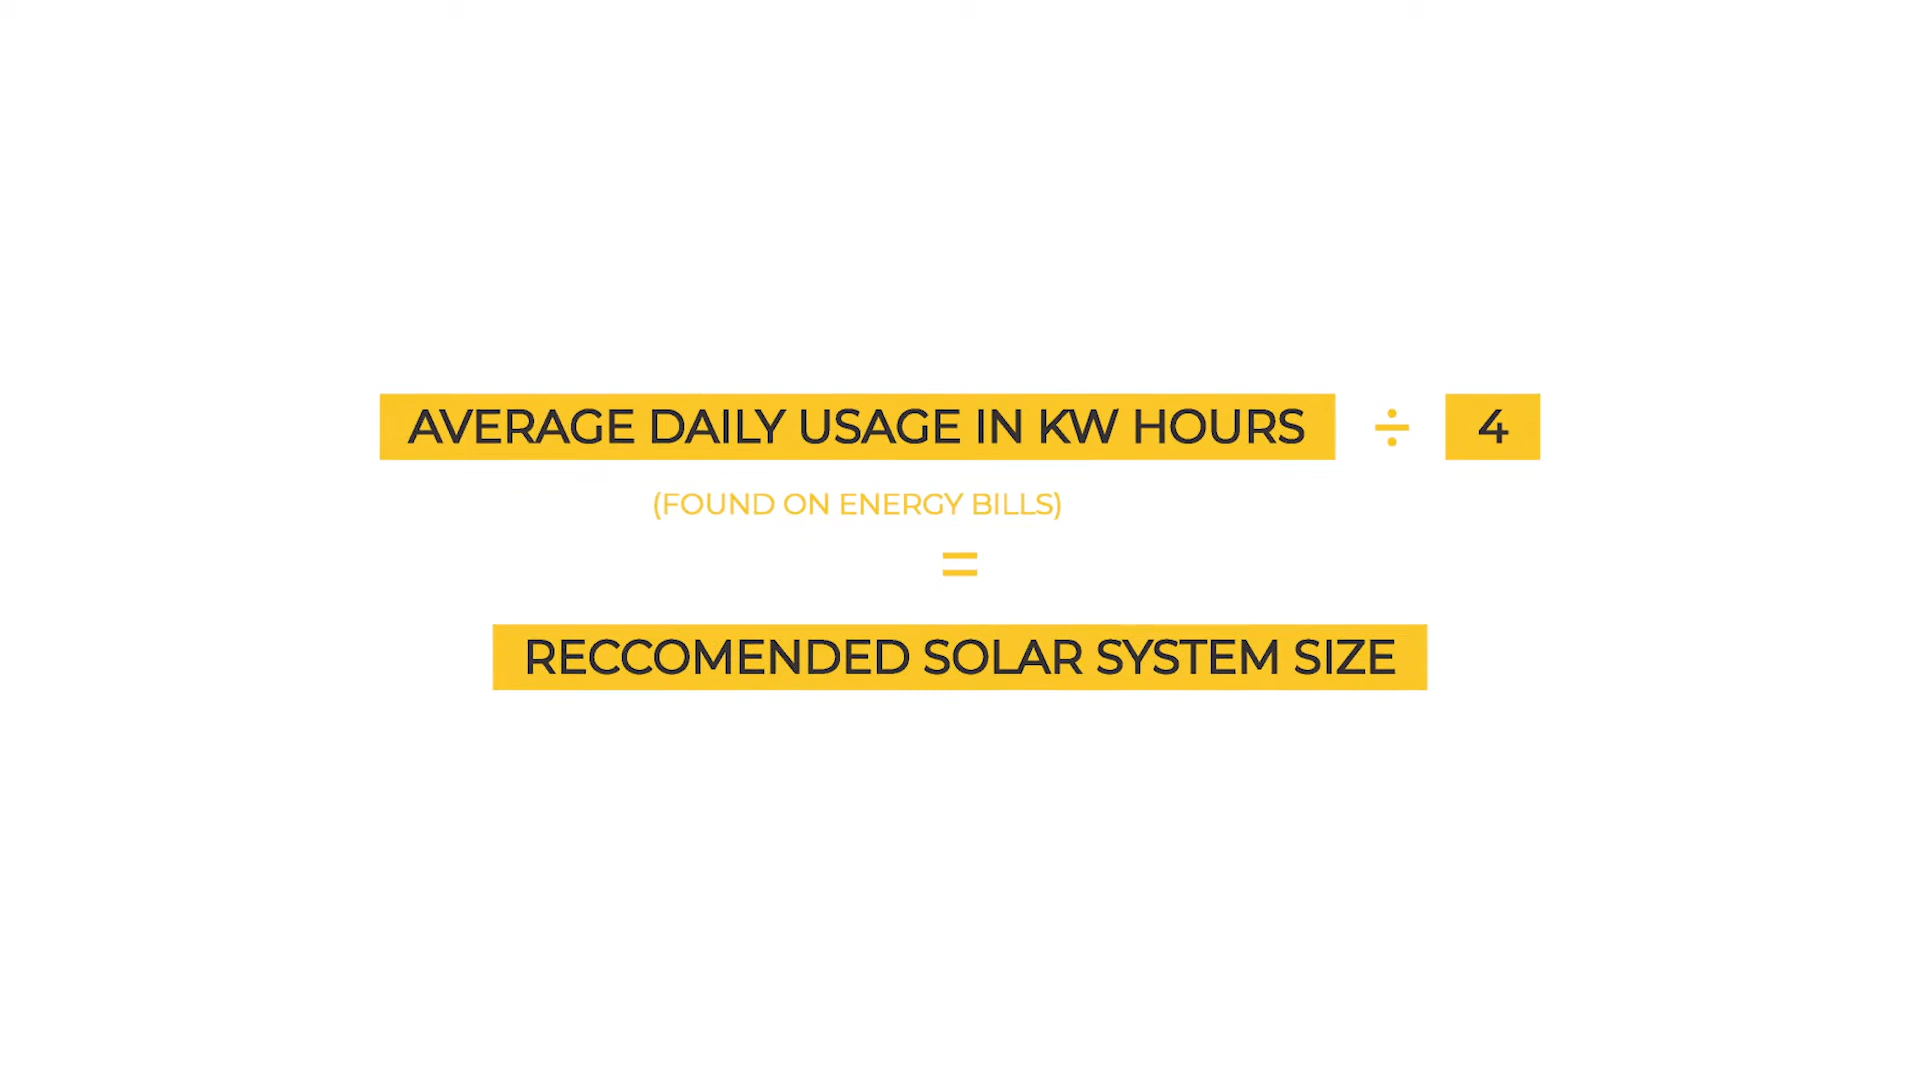 AVERAGE DAILY USAGE IN KW HOURS ÷ 4
(FOUND ON ENERGY BILLS)
=
RECCOMENDED SOLAR SYSTEM SIZE